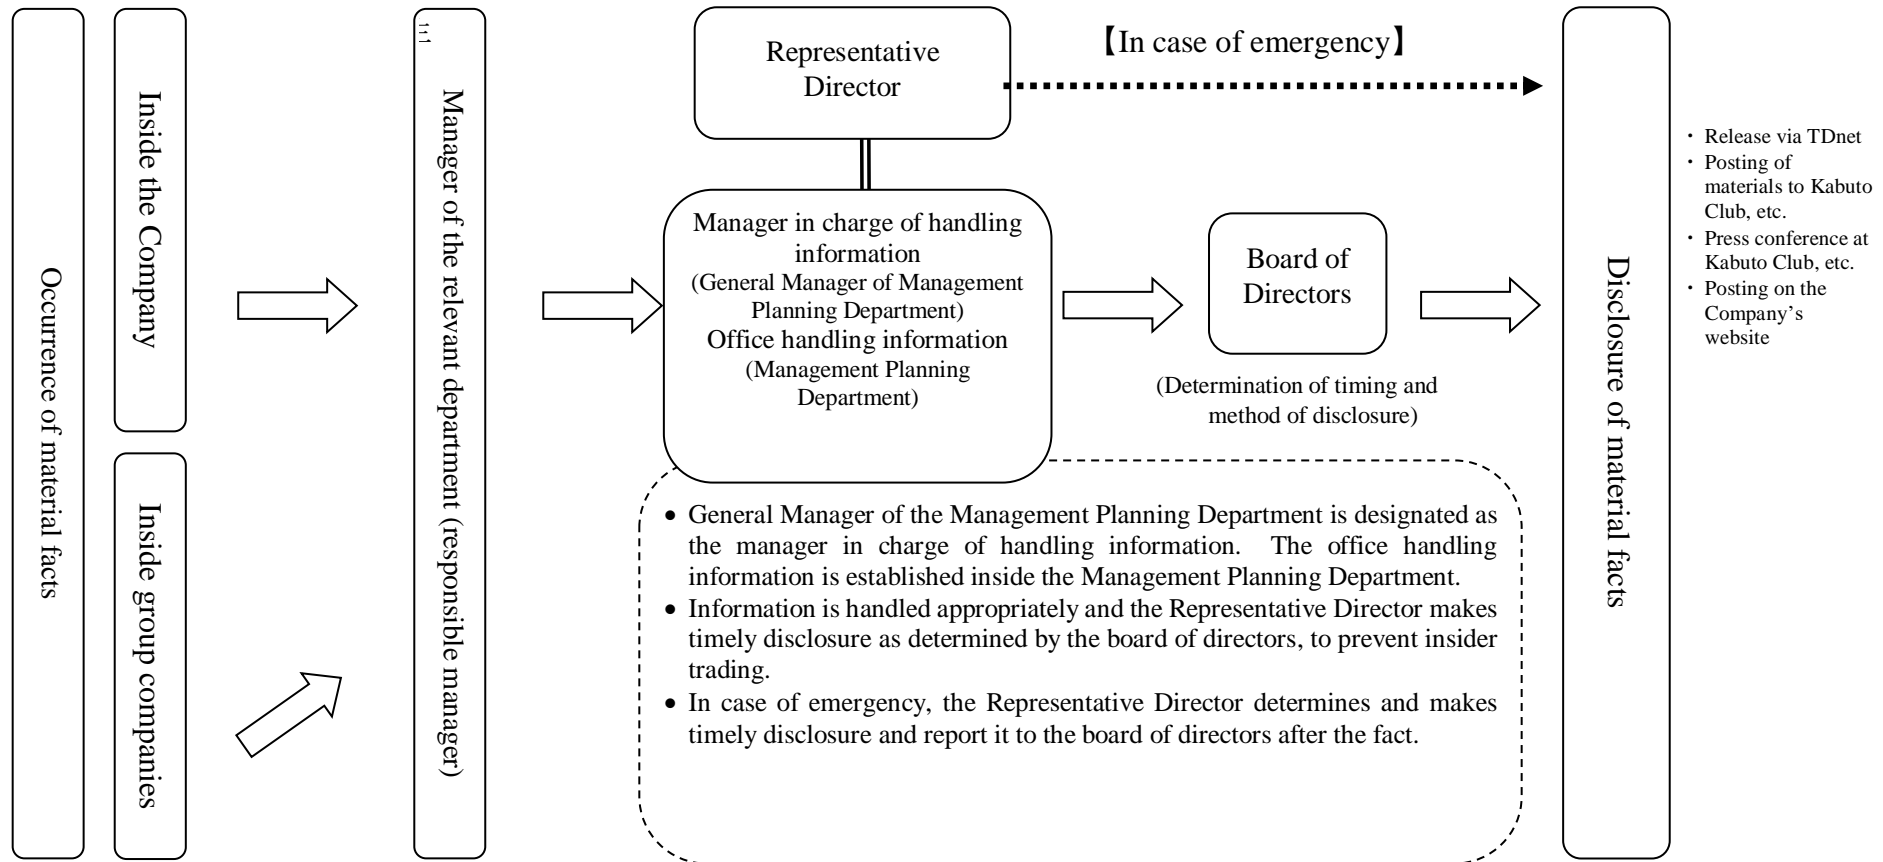 Occurrence of material facts
Inside the Company
Inside group companies
Manager of the relevant department (responsible manager)
Representative
Director
【In case of emergency】
Manager in charge of handling
information
(General Manager of Management
Planning Department)
Office handling information
(Management Planning
Department)
Board of
Directors
(Determination of timing and
method of disclosure)
• General Manager of the Management Planning Department is designated as
the manager in charge of handling information. The office handling
information is established inside the Management Planning Department.
• Information is handled appropriately and the Representative Director makes
timely disclosure as determined by the board of directors, to prevent insider
trading.
• In case of emergency, the Representative Director determines and makes
timely disclosure and report it to the board of directors after the fact.
Disclosure of material facts
・ Release via TDnet
・ Posting of
materials to Kabuto
Club, etc.
・ Press conference at
Kabuto Club, etc.
・ Posting on the
Company's
website